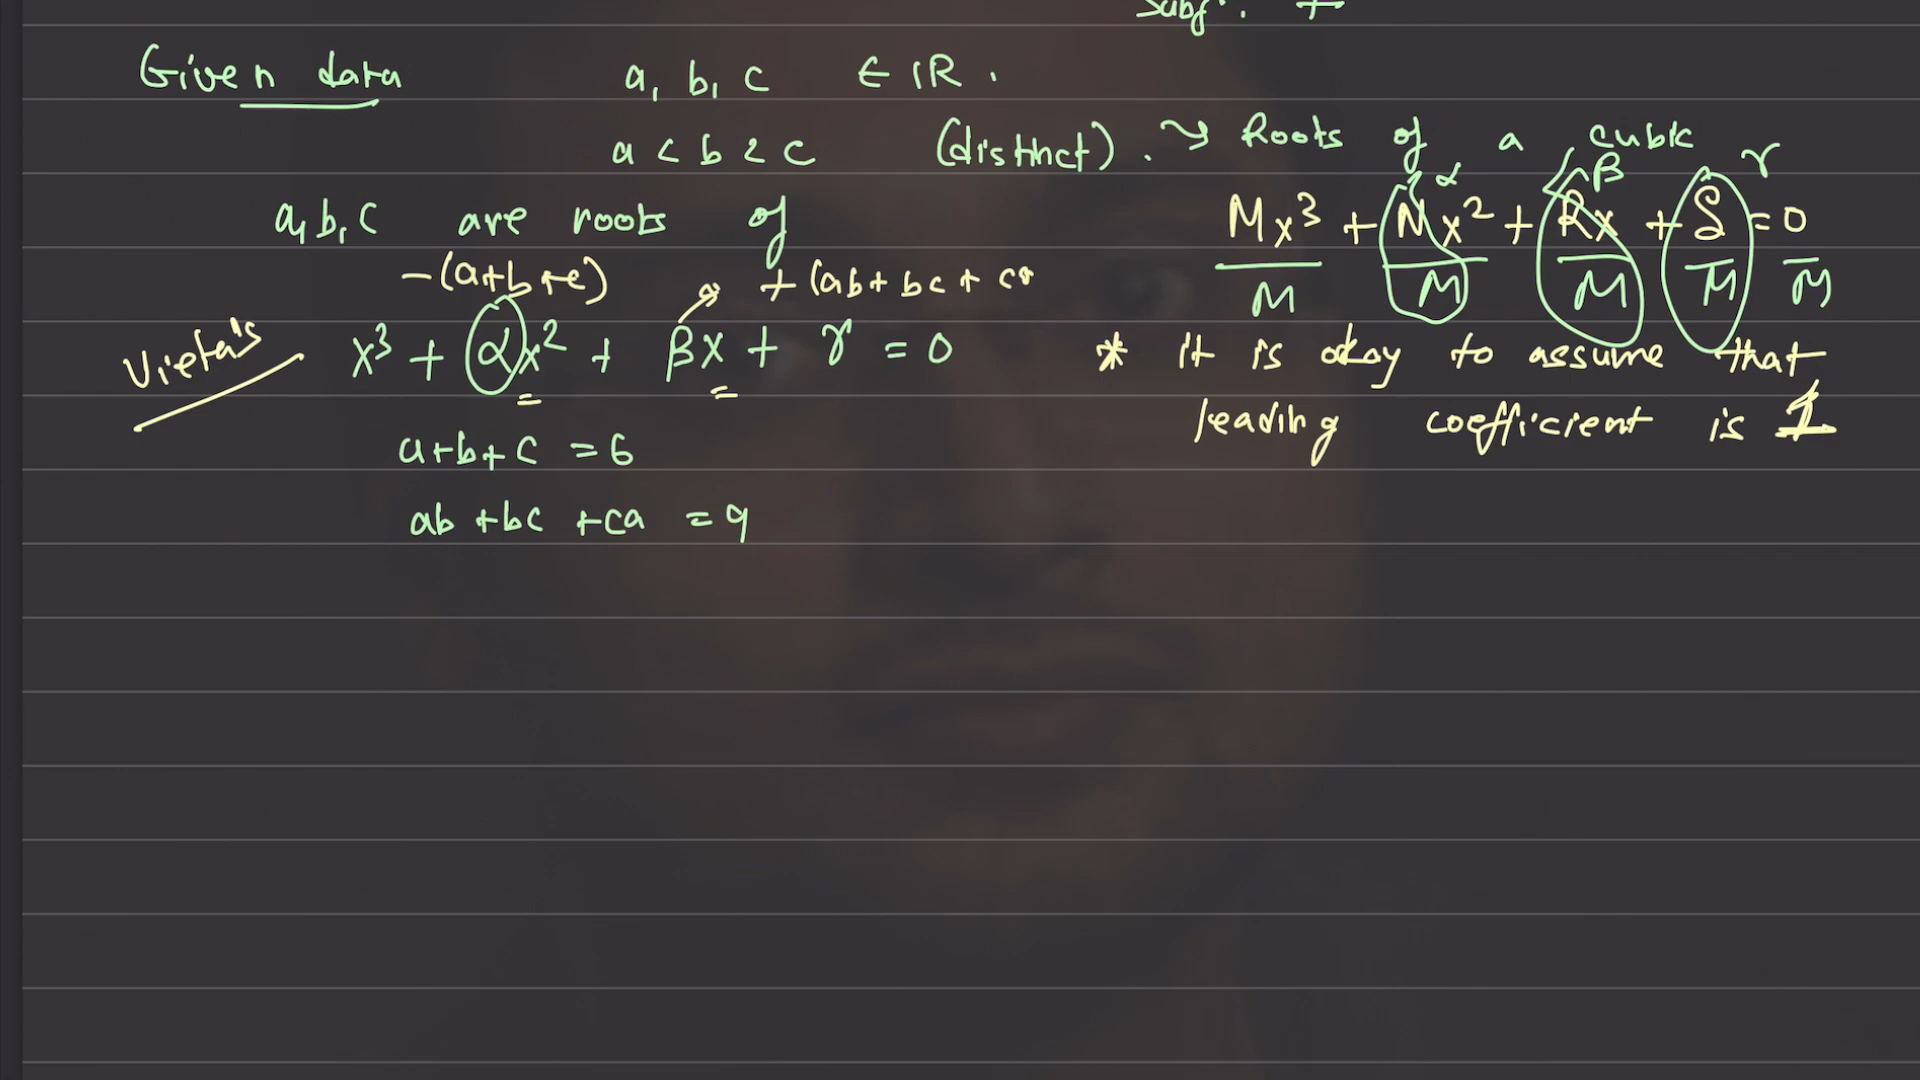 Given data a, b, c ∈ IR.
a < b < c (distinct). ↝ Roots of a cubic
a, b, c are roots of
α β γ
Mx³/M + Nx²/M + Rx/M + S/M = 0/M
-(a+b+c) + (ab + bc + ca
Vieta's x³ + αx² + βx + γ = 0
* it is okay to assume that
leading coefficient is 1
a+b+c = 6
ab + bc + ca = 9